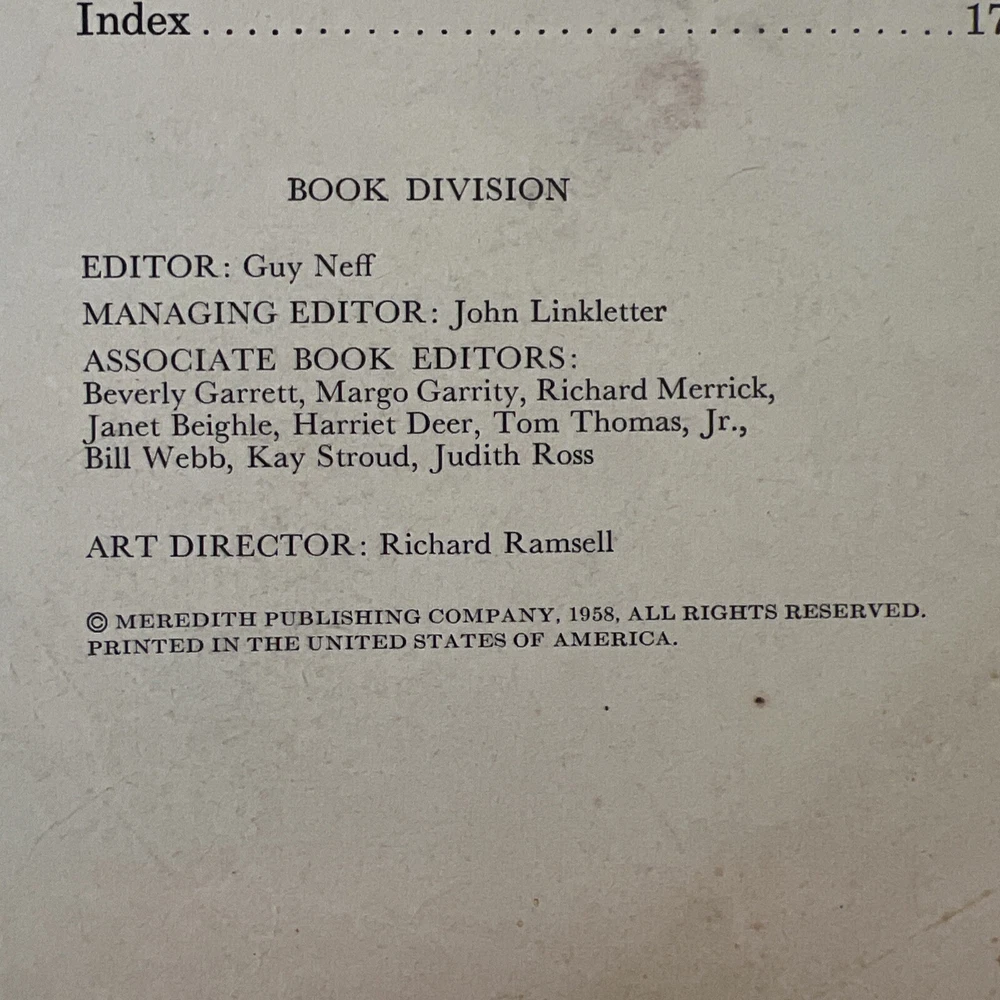 Index . . . . . . . . . . . . . . . . . . . . . . . . . . . . . . . . . . 17
BOOK DIVISION
EDITOR: Guy Neff
MANAGING EDITOR: John Linkletter
ASSOCIATE BOOK EDITORS:
Beverly Garrett, Margo Garrity, Richard Merrick,
Janet Beighle, Harriet Deer, Tom Thomas, Jr.,
Bill Webb, Kay Stroud, Judith Ross
ART DIRECTOR: Richard Ramsell
© MEREDITH PUBLISHING COMPANY, 1958, ALL RIGHTS RESERVED.
PRINTED IN THE UNITED STATES OF AMERICA.